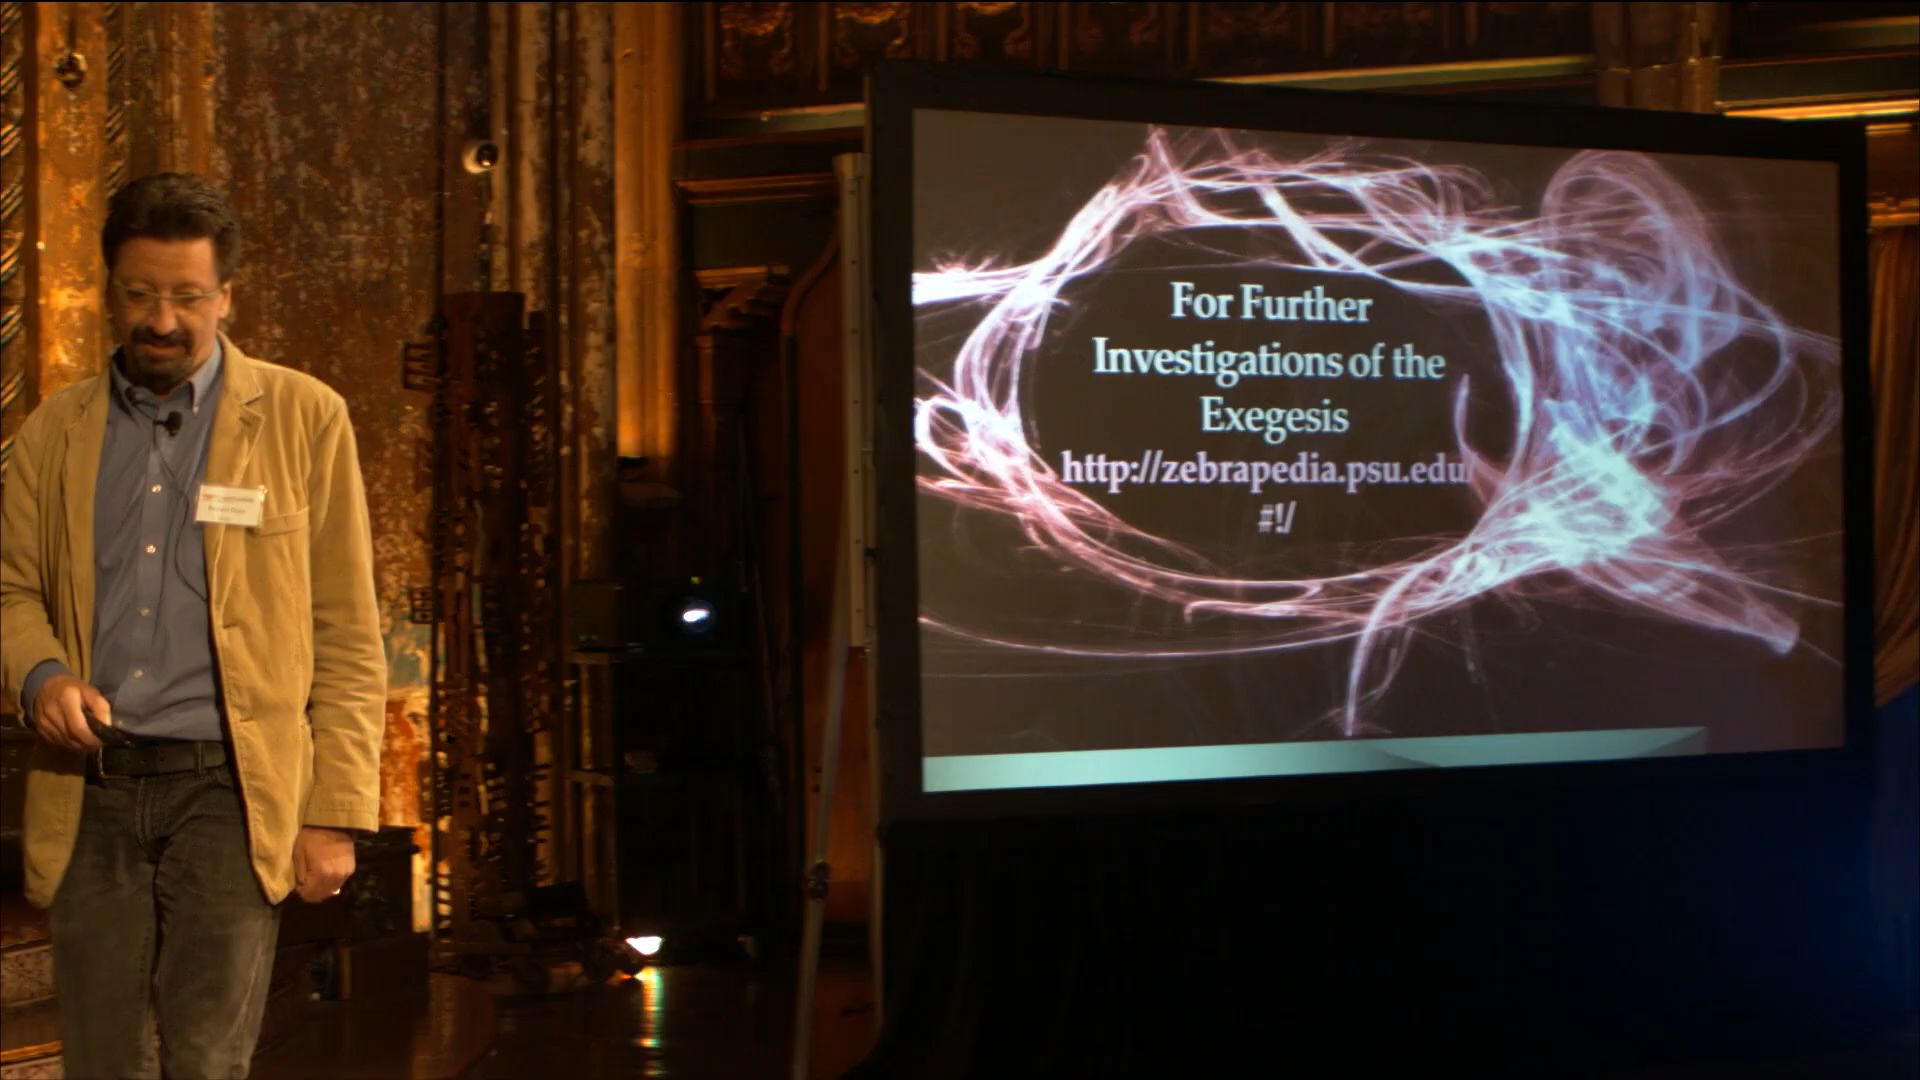 For Further
Investigations of the
Exegesis
http://zebrapedia.psu.edu/
#!/